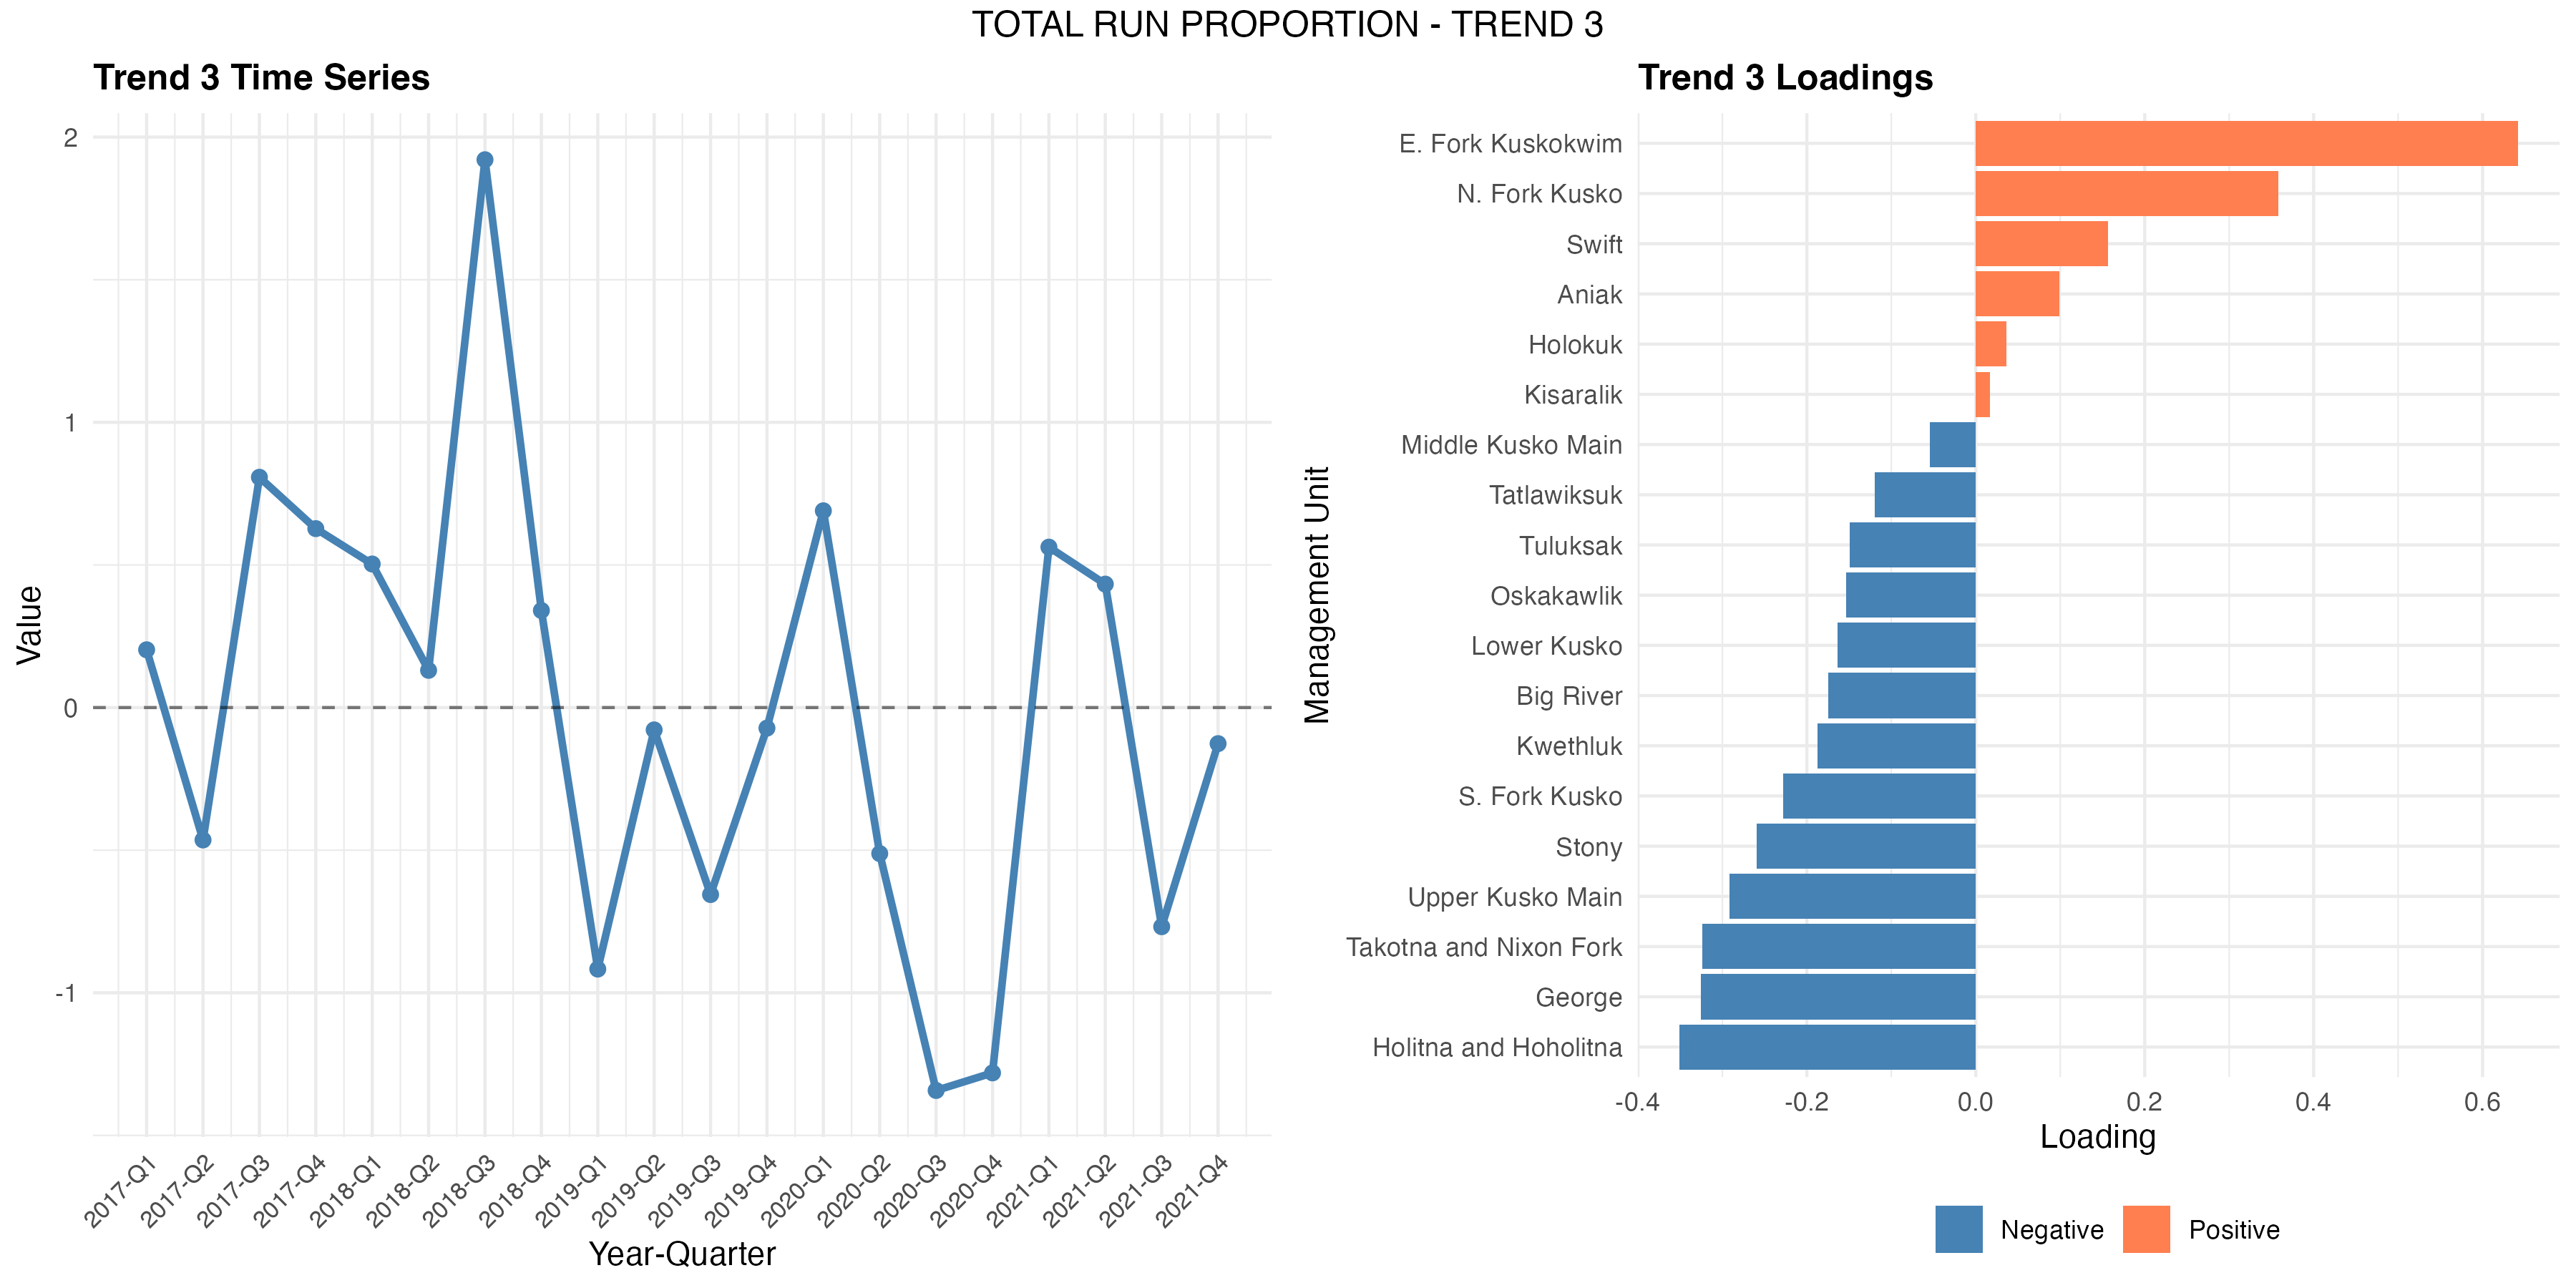 TOTAL RUN PROPORTION - TREND 3
Trend 3 Time Series
Value
2
1
0
-1
2017-Q1
2017-Q2
2017-Q3
2017-Q4
2018-Q1
2018-Q2
2018-Q3
2018-Q4
2019-Q1
2019-Q2
2019-Q3
2019-Q4
2020-Q1
2020-Q2
2020-Q3
2020-Q4
2021-Q1
2021-Q2
2021-Q3
2021-Q4
Year-Quarter
Trend 3 Loadings
Management Unit
E. Fork Kuskokwim
N. Fork Kusko
Swift
Aniak
Holokuk
Kisaralik
Middle Kusko Main
Tatlawiksuk
Tuluksak
Oskakawlik
Lower Kusko
Big River
Kwethluk
S. Fork Kusko
Stony
Upper Kusko Main
Takotna and Nixon Fork
George
Holitna and Hoholitna
-0.4
-0.2
0.0
0.2
0.4
0.6
Loading
Negative
Positive